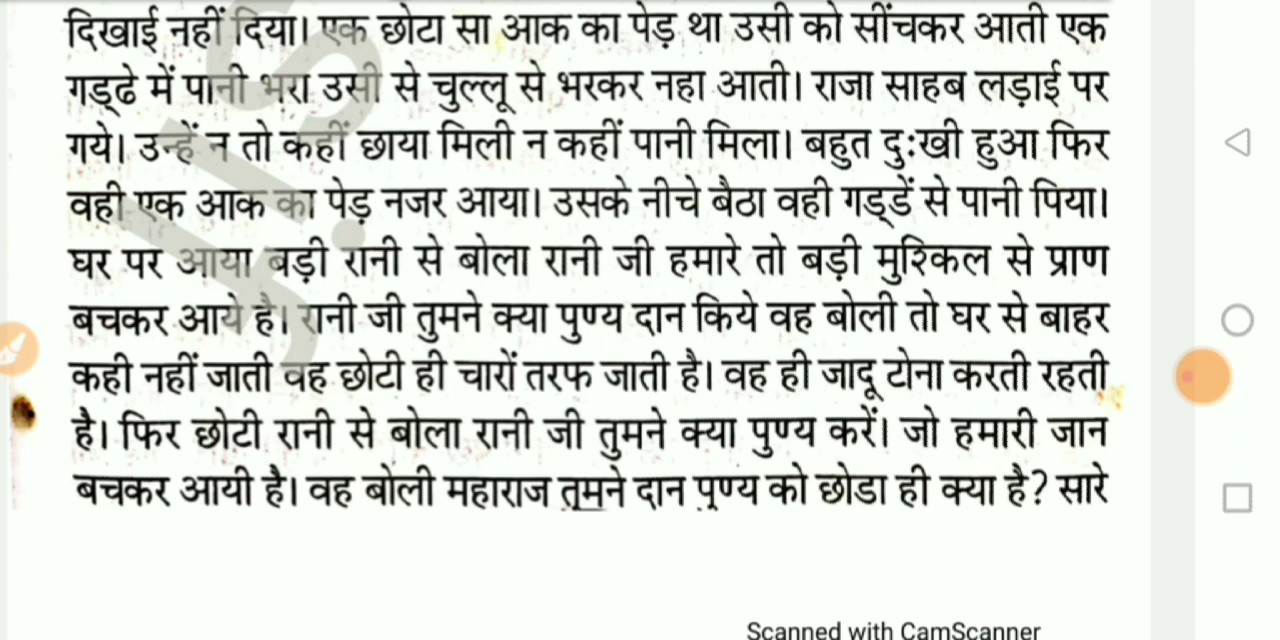 दिखाई नहीं दिया। एक छोटा सा आक का पेड़ था उसी को सींचकर आती एक
गड्ढे में पानी भरा उसी से चुल्लू से भरकर नहा आती। राजा साहब लड़ाई पर
गये। उन्हें न तो कहीं छाया मिली न कहीं पानी मिला। बहुत दुःखी हुआ फिर
वही एक आक का पेड़ नजर आया। उसके नीचे बैठा वही गड्डें से पानी पिया।
घर पर आया बड़ी रानी से बोला रानी जी हमारे तो बड़ी मुश्किल से प्राण
बचकर आये है। रानी जी तुमने क्या पुण्य दान किये वह बोली तो घर से बाहर
कही नहीं जाती वह छोटी ही चारों तरफ जाती है। वह ही जादू टोना करती रहती
है। फिर छोटी रानी से बोला रानी जी तुमने क्या पुण्य करें। जो हमारी जान
बचकर आयी है। वह बोली महाराज तुमने दान पुण्य को छोडा ही क्या है? सारे
Scanned with CamScanner